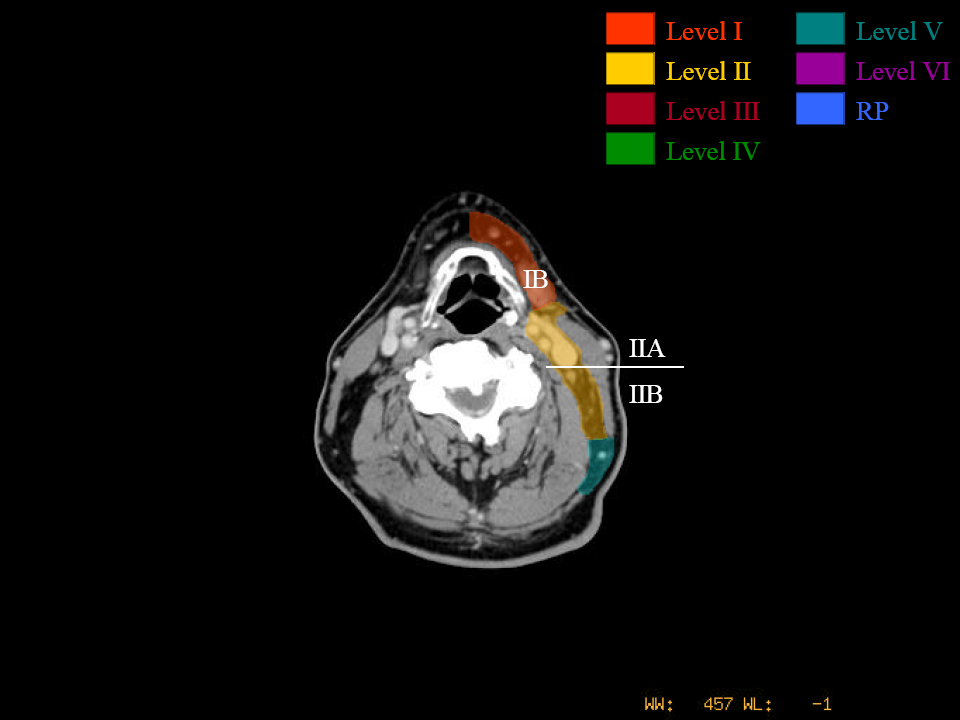 Level I
Level II
Level III
Level IV
Level V
Level VI
RP
IB
IIA
IIB
WW: 457 WL: -1